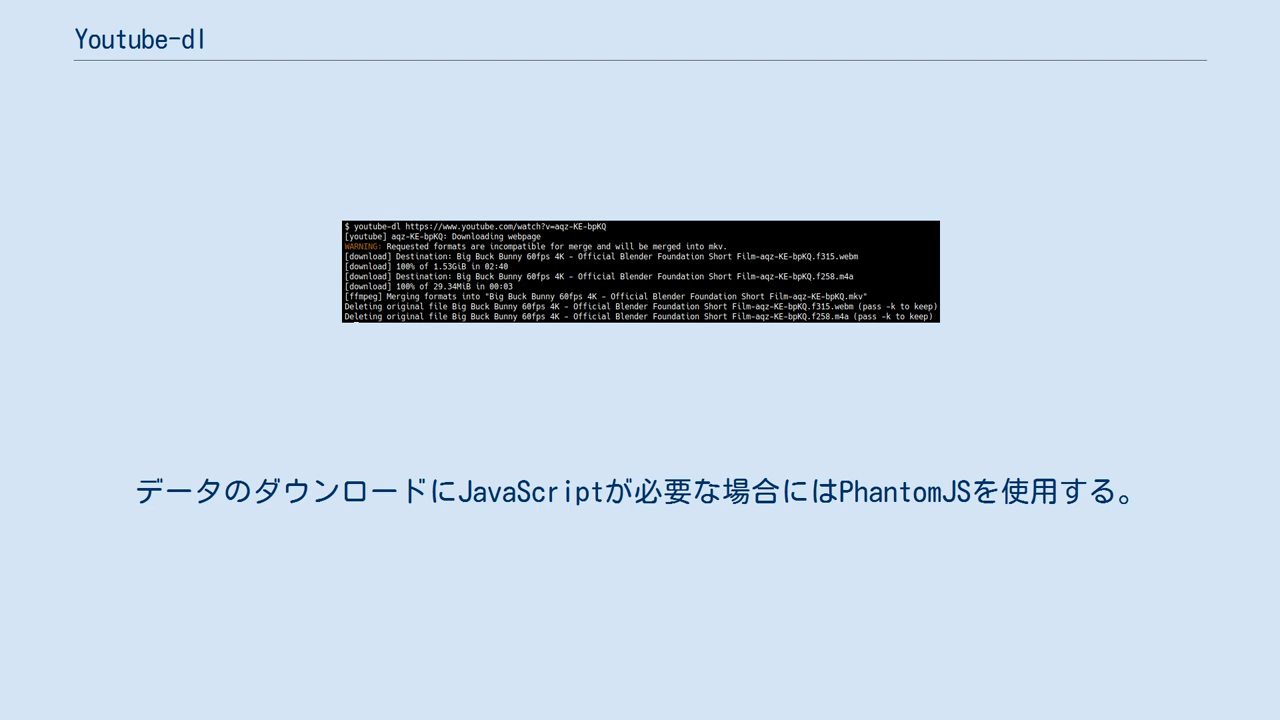 Youtube-dl
$ youtube-dl https://www.youtube.com/watch?v=aqz-KE-bpKQ
[youtube] aqz-KE-bpKQ: Downloading webpage
WARNING: Requested formats are incompatible for merge and will be merged into mkv.
[download] Destination: Big Buck Bunny 60fps 4K - Official Blender Foundation Short Film-aqz-KE-bpKQ.f315.webm
[download] 100% of 1.53GiB in 02:40
[download] Destination: Big Buck Bunny 60fps 4K - Official Blender Foundation Short Film-aqz-KE-bpKQ.f258.m4a
[download] 100% of 29.34MiB in 00:03
[ffmpeg] Merging formats into "Big Buck Bunny 60fps 4K - Official Blender Foundation Short Film-aqz-KE-bpKQ.mkv"
Deleting original file Big Buck Bunny 60fps 4K - Official Blender Foundation Short Film-aqz-KE-bpKQ.f315.webm (pass -k to keep)
Deleting original file Big Buck Bunny 60fps 4K - Official Blender Foundation Short Film-aqz-KE-bpKQ.f258.m4a (pass -k to keep)
データのダウンロードにJavaScriptが必要な場合にはPhantomJSを使用する。